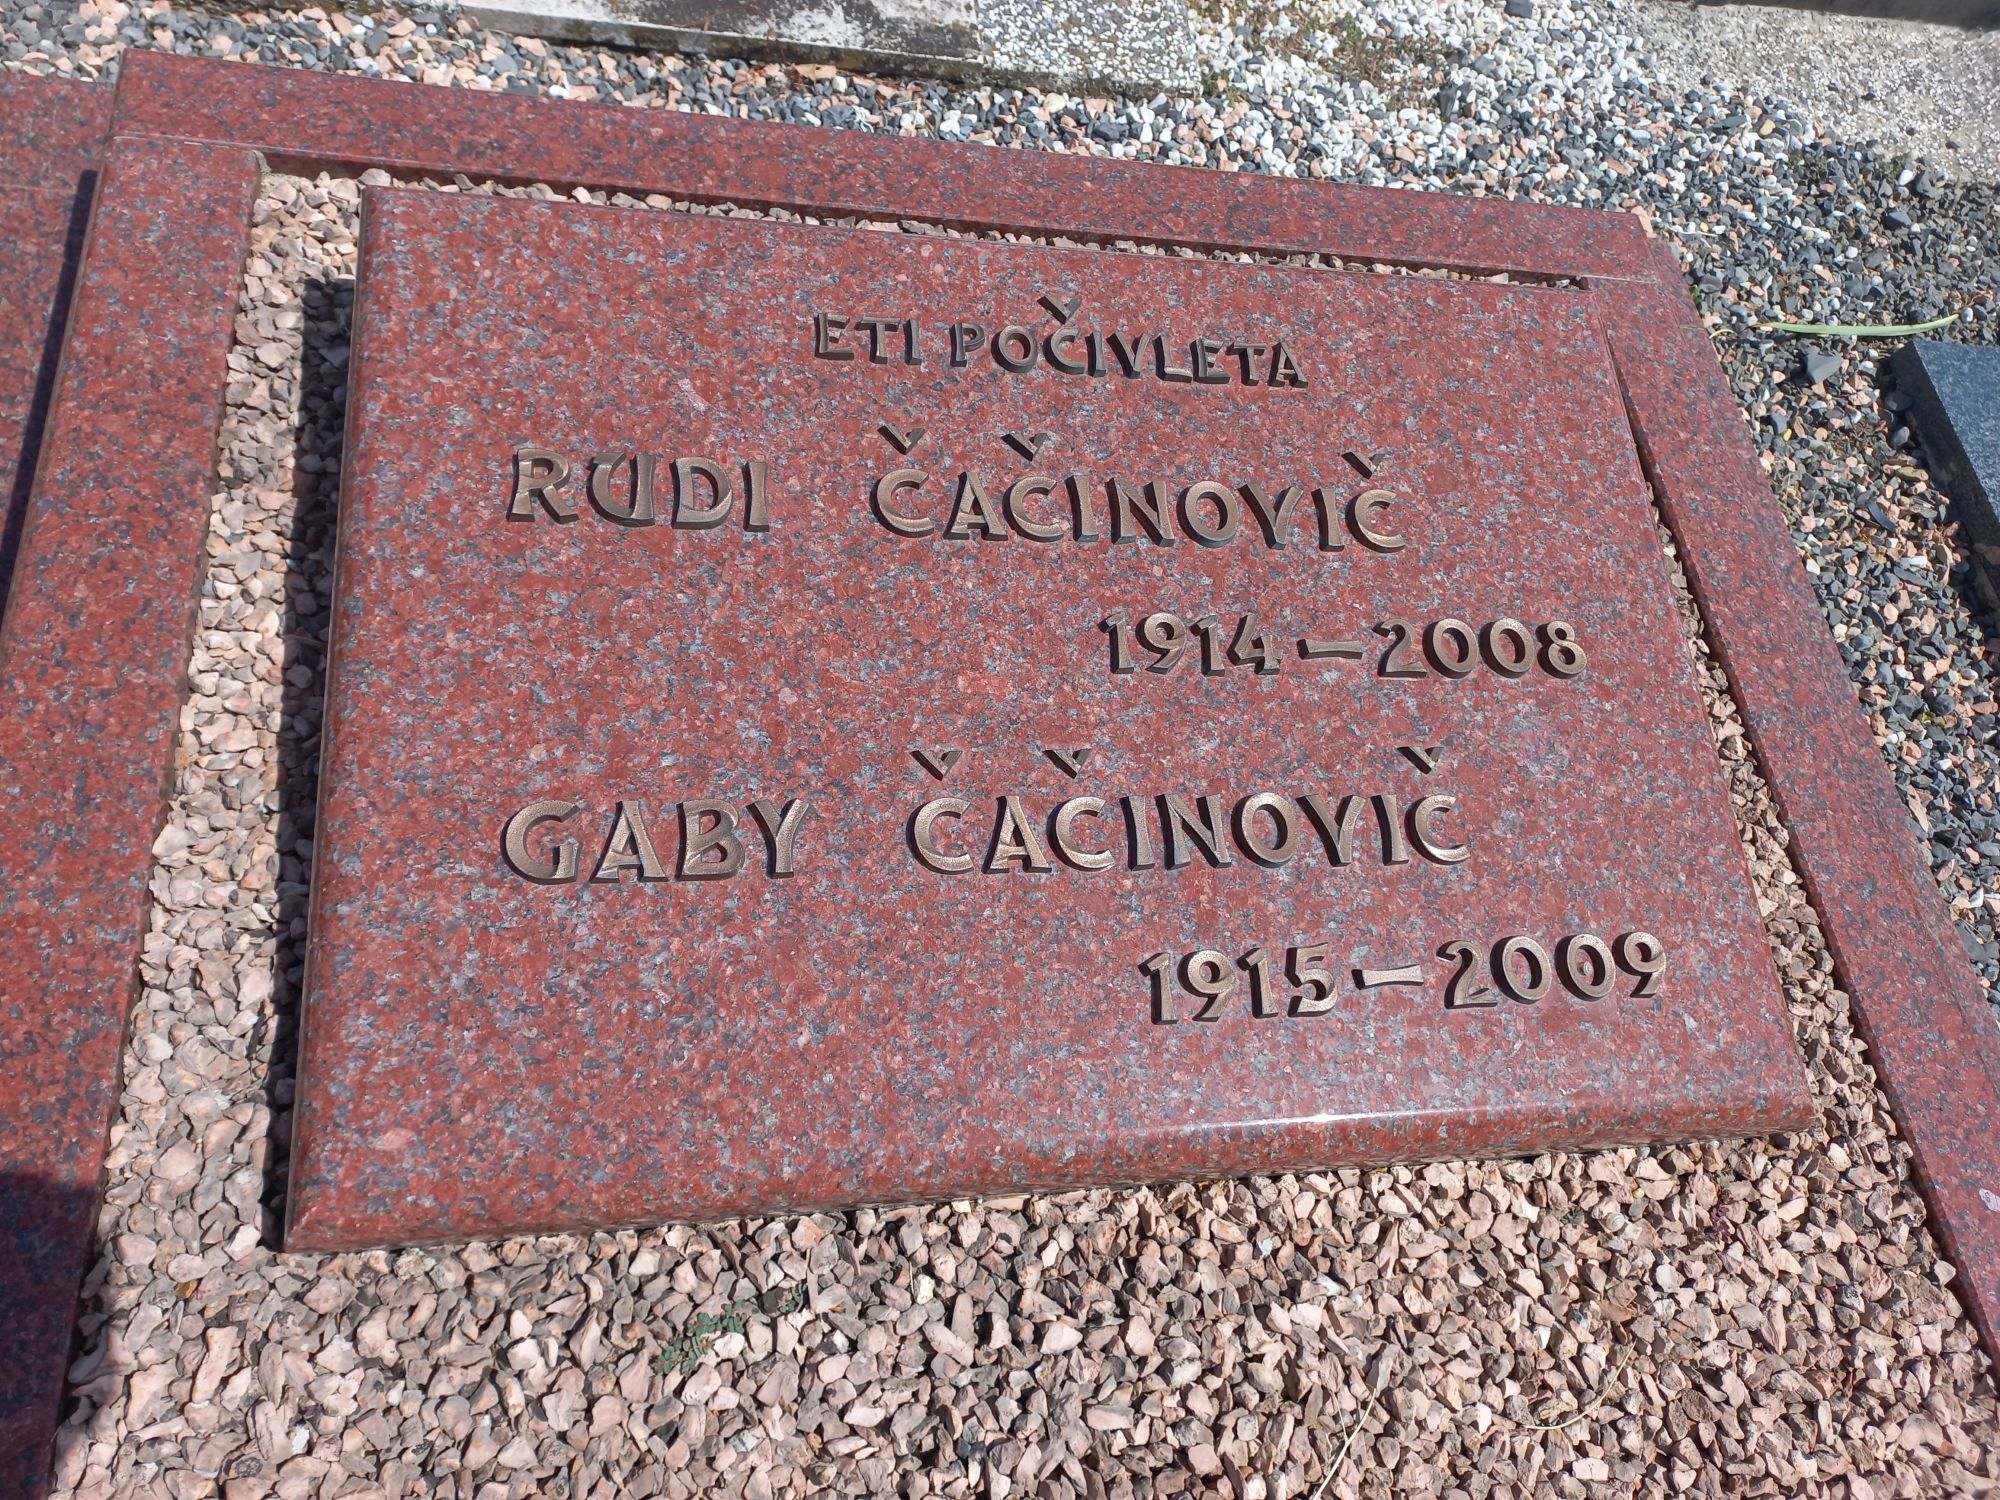 ETI POČIVLETA
RUDI ČAČINOVIČ
1914–2008
GABY ČAČINOVIČ
1915–2009